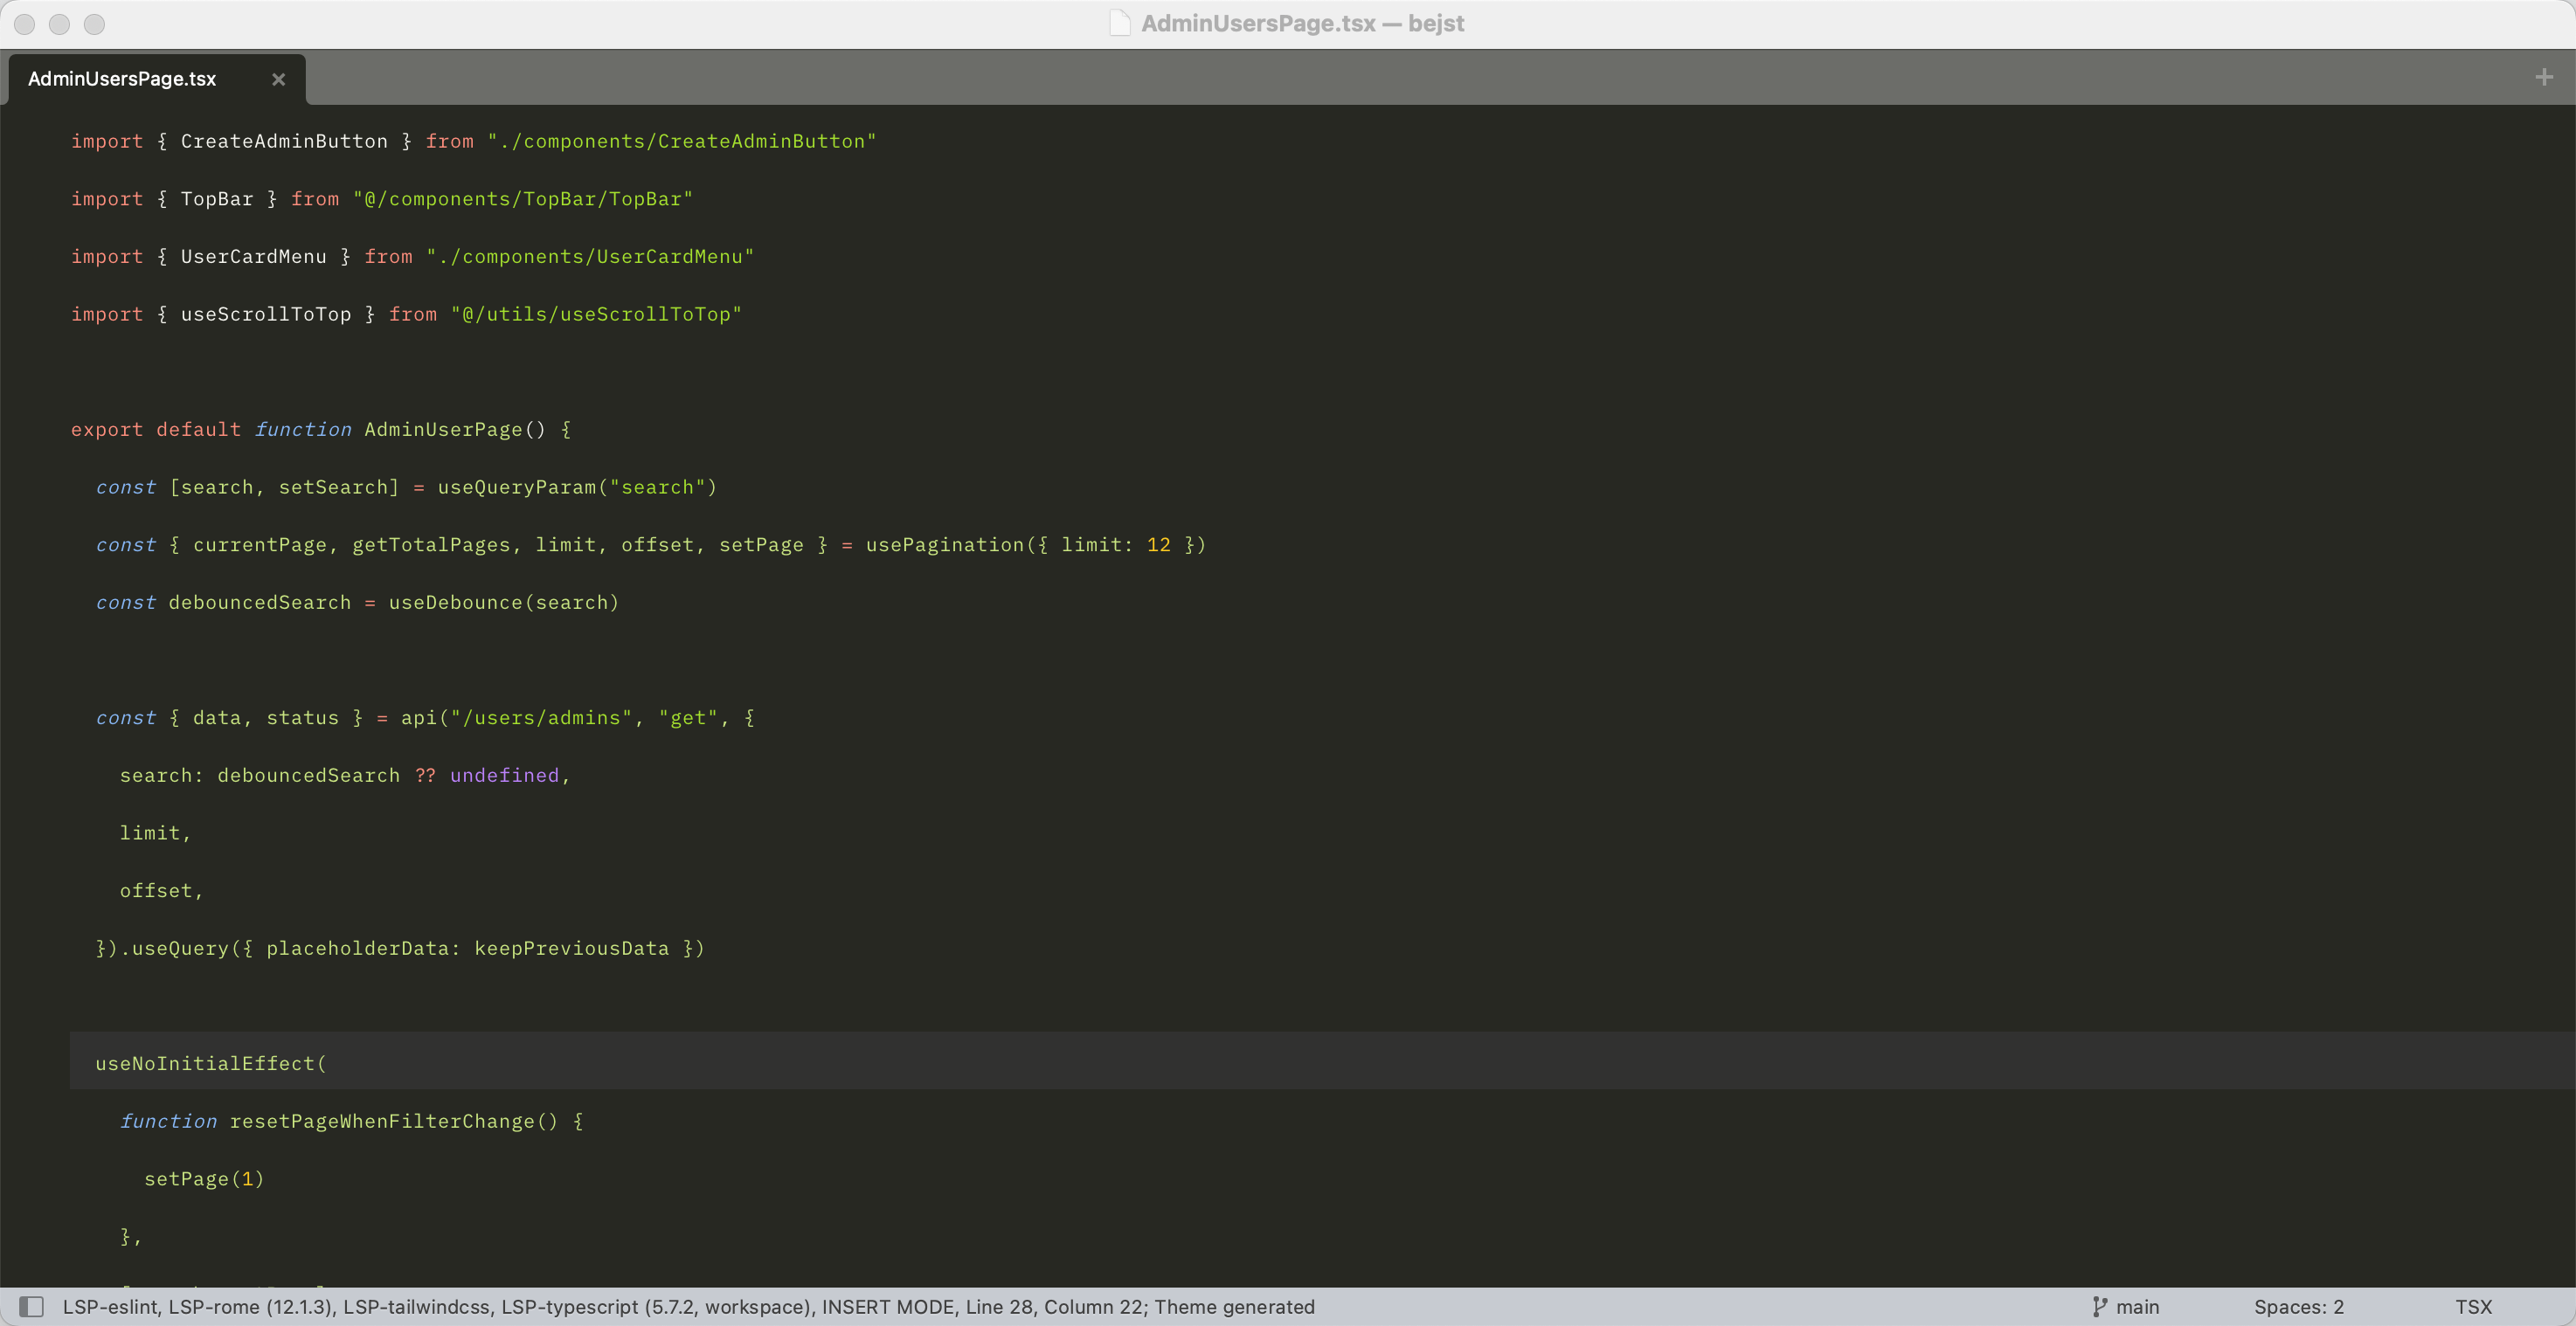 AdminUsersPage.tsx — bejst
AdminUsersPage.tsx
import { CreateAdminButton } from "./components/CreateAdminButton"
import { TopBar } from "@/components/TopBar/TopBar"
import { UserCardMenu } from "./components/UserCardMenu"
import { useScrollToTop } from "@/utils/useScrollToTop"
export default function AdminUserPage() {
const [search, setSearch] = useQueryParam("search")
const { currentPage, getTotalPages, limit, offset, setPage } = usePagination({ limit: 12 })
const debouncedSearch = useDebounce(search)
const { data, status } = api("/users/admins", "get", {
search: debouncedSearch ?? undefined,
limit,
offset,
}).useQuery({ placeholderData: keepPreviousData })
useNoInitialEffect(
function resetPageWhenFilterChange() {
setPage(1)
},
LSP-eslint, LSP-rome (12.1.3), LSP-tailwindcss, LSP-typescript (5.7.2, workspace), INSERT MODE, Line 28, Column 22; Theme generated
main
Spaces: 2
TSX